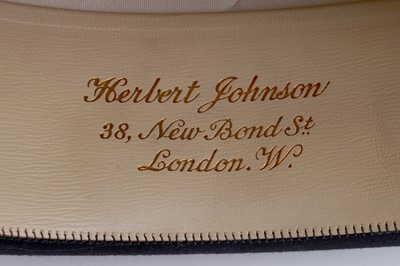 Herbert Johnson
38, New Bond St.
London. W.